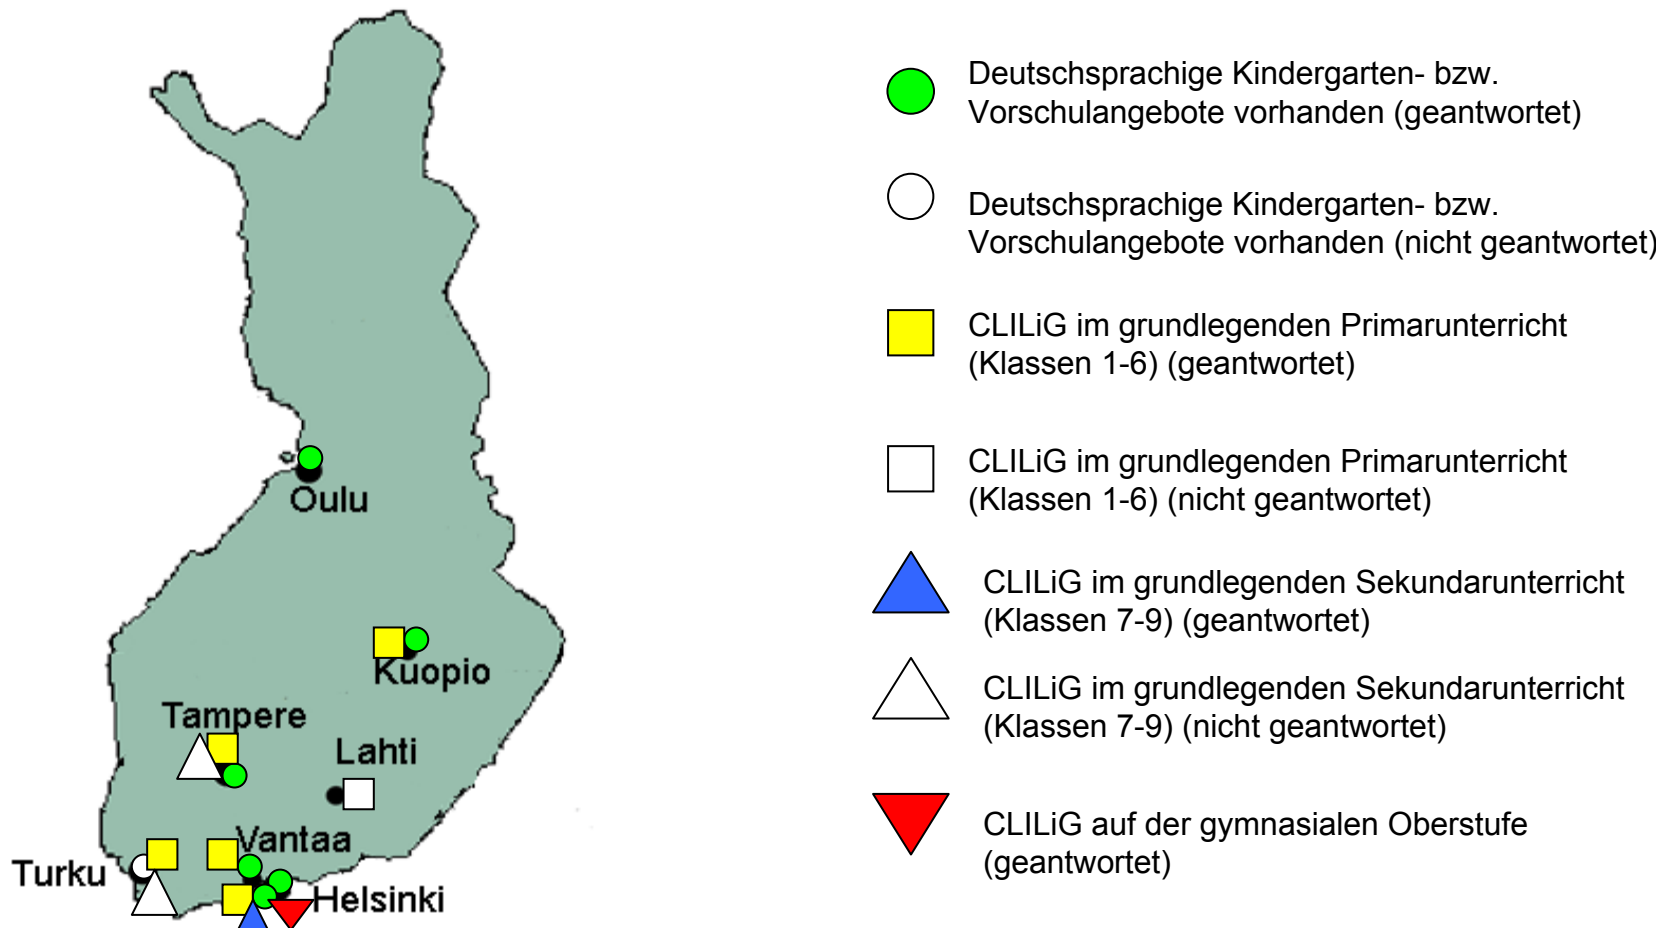 Oulu
Kuopio
Tampere
Lahti
Vantaa
Turku
Helsinki
Deutschsprachige Kindergarten- bzw.
Vorschulangebote vorhanden (geantwortet)
Deutschsprachige Kindergarten- bzw.
Vorschulangebote vorhanden (nicht geantwortet)
CLILiG im grundlegenden Primarunterricht
(Klassen 1-6) (geantwortet)
CLILiG im grundlegenden Primarunterricht
(Klassen 1-6) (nicht geantwortet)
CLILiG im grundlegenden Sekundarunterricht
(Klassen 7-9) (geantwortet)
CLILiG im grundlegenden Sekundarunterricht
(Klassen 7-9) (nicht geantwortet)
CLILiG auf der gymnasialen Oberstufe
(geantwortet)